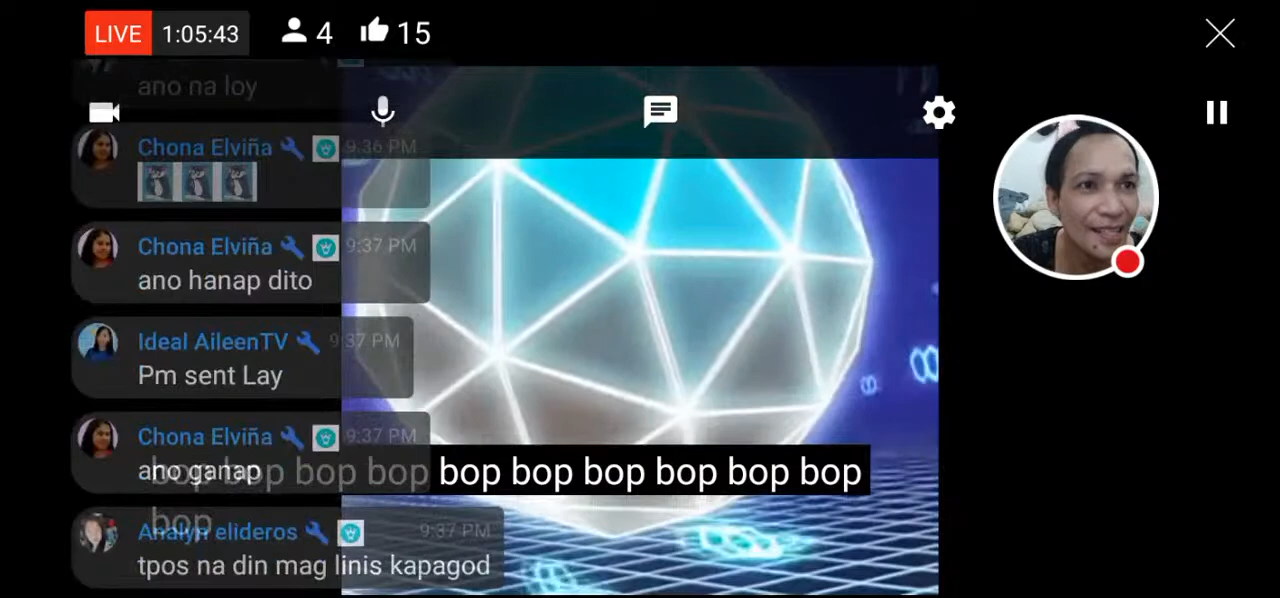 LIVE 1:05:43 4 15
ano na loy
Chona Elviña 9:36 PM
Chona Elviña 9:37 PM
ano hanap dito
Ideal AileenTV 9:37 PM
Pm sent Lay
Chona Elviña 9:37 PM
ano ganap
bop bop bop bop bop bop bop bop bop bop
bop
Analyn elideros 9:37 PM
tpos na din mag linis kapagod